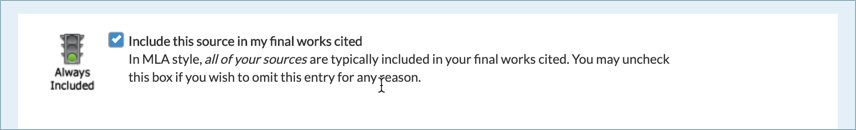 Include this source in my final works cited
In MLA style, all of your sources are typically included in your final works cited. You may uncheck
this box if you wish to omit this entry for any reason.
Always
Included